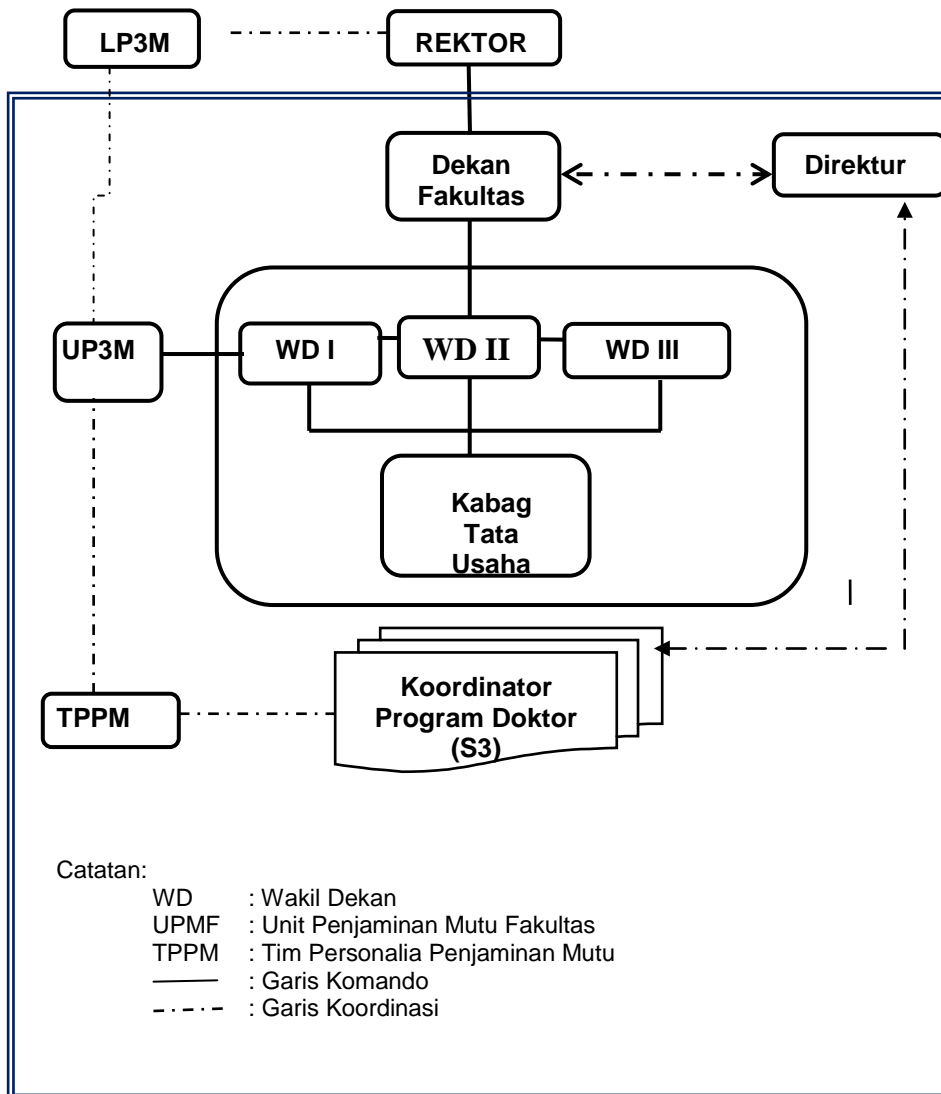 LP3M
REKTOR
Dekan
Fakultas
Direktur
UP3M
WD I
WD II
WD III
Kabag
Tata
Usaha
Koordinator
Program Doktor
(S3)
TPPM
Catatan:
WD : Wakil Dekan
UPMF : Unit Penjaminan Mutu Fakultas
TPPM : Tim Personalia Penjaminan Mutu
: Garis Komando
: Garis Koordinasi